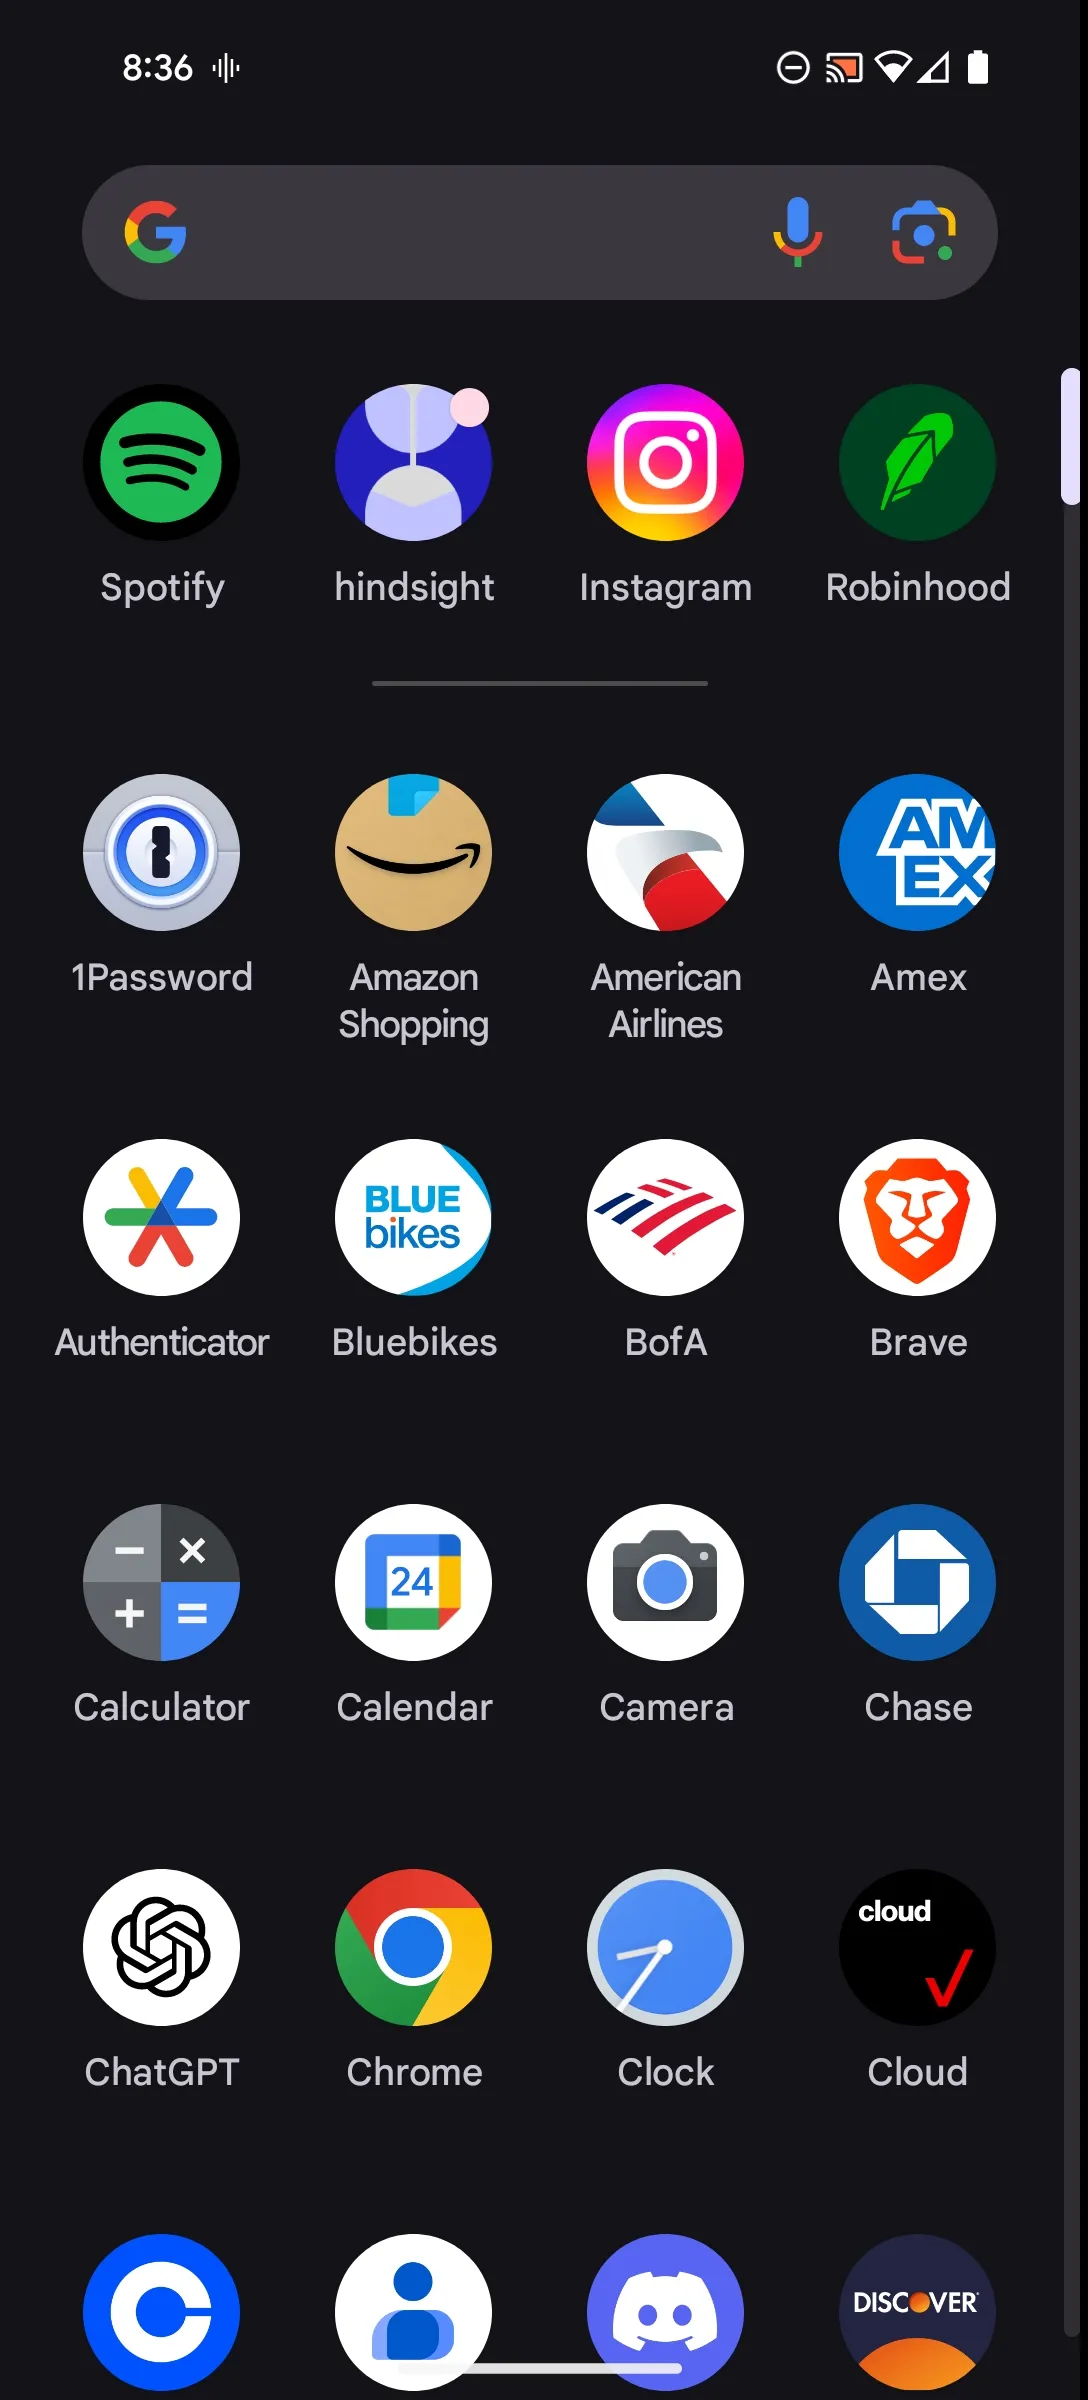 8:36
Spotify
hindsight
Instagram
Robinhood
AM
EX
1Password
Amazon
Shopping
American
Airlines
Amex
BLUE
bikes
Authenticator
Bluebikes
BofA
Brave
24
Calculator
Calendar
Camera
Chase
cloud
ChatGPT
Chrome
Clock
Cloud
DISCOVER